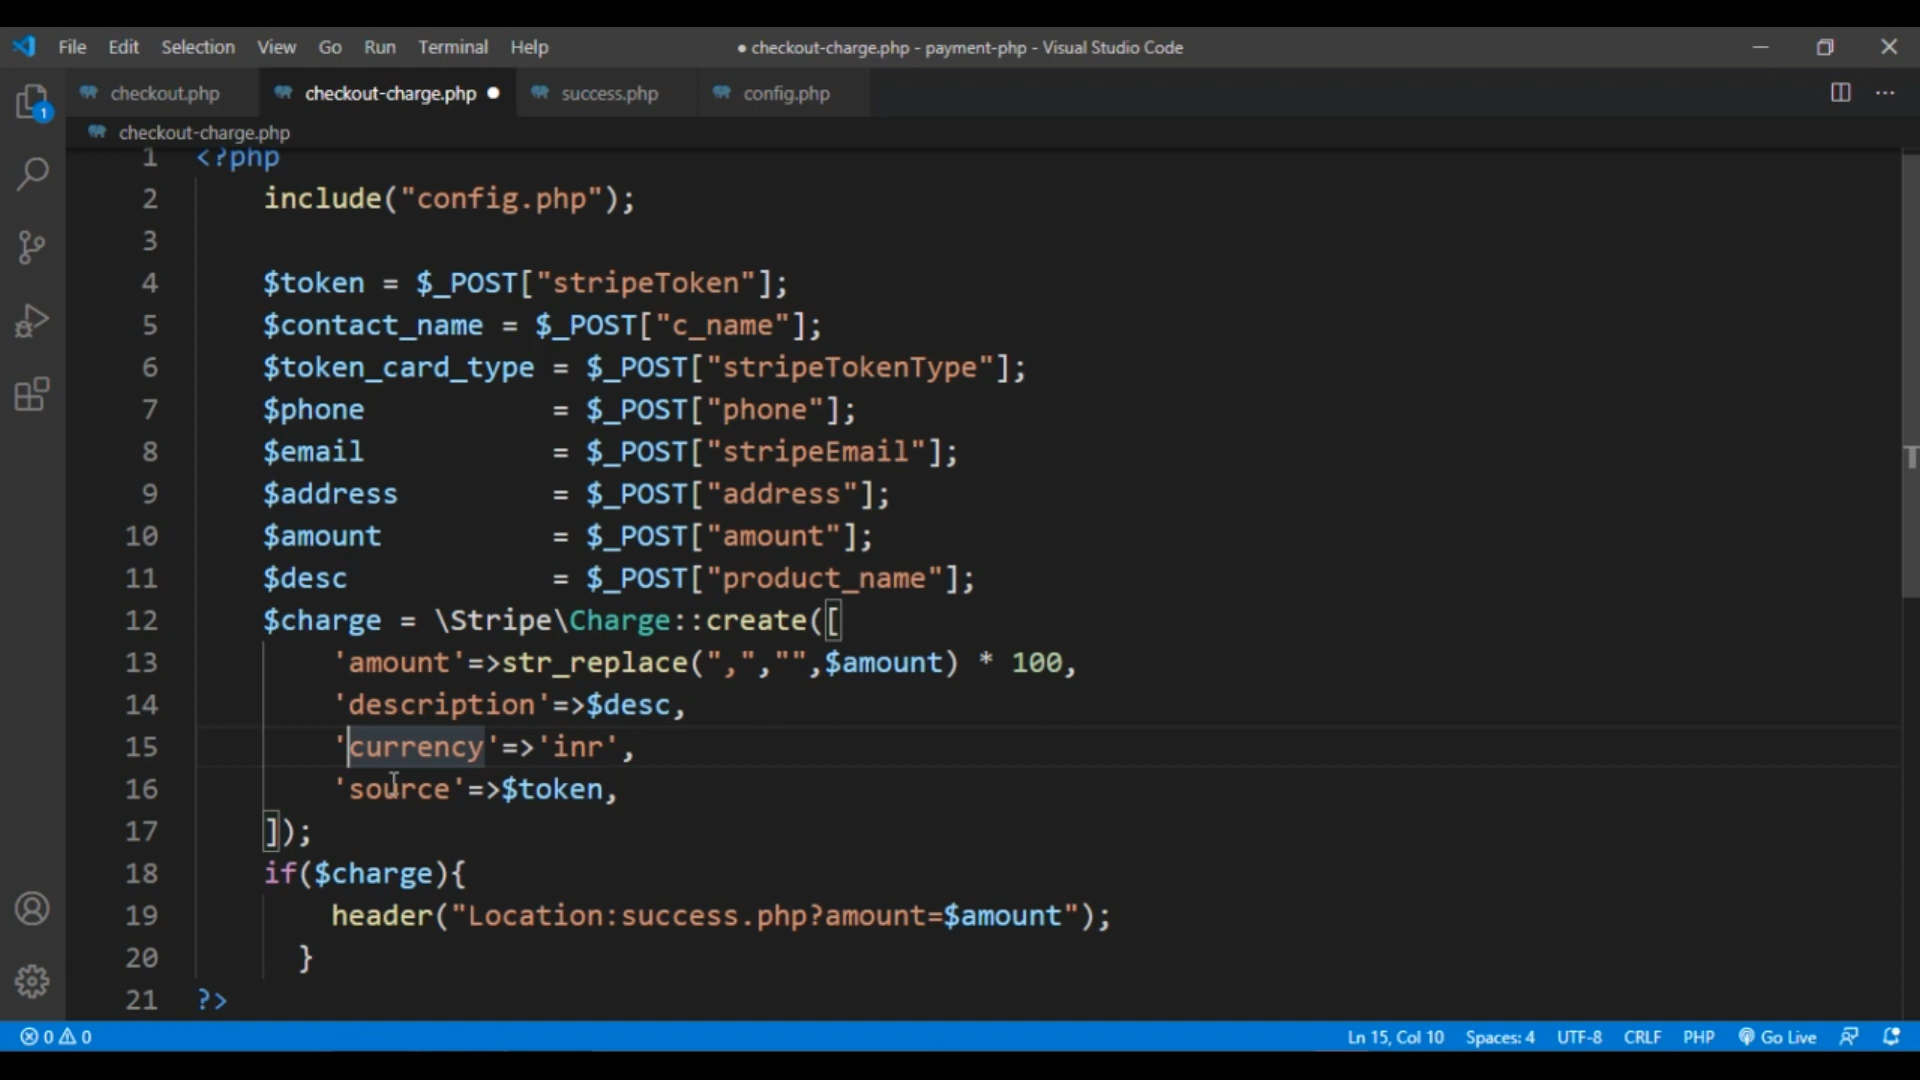 File Edit Selection View Go Run Terminal Help ● checkout-charge.php - payment-php - Visual Studio Code
checkout.php checkout-charge.php ● success.php config.php
1
checkout-charge.php
1 <?php
2 include("config.php");
3
4 $token = $_POST["stripeToken"];
5 $contact_name = $_POST["c_name"];
6 $token_card_type = $_POST["stripeTokenType"];
7 $phone = $_POST["phone"];
8 $email = $_POST["stripeEmail"];
9 $address = $_POST["address"];
10 $amount = $_POST["amount"];
11 $desc = $_POST["product_name"];
12 $charge = \Stripe\Charge::create([
13 'amount'=>str_replace(",","",$amount) * 100,
14 'description'=>$desc,
15 'currency'=>'inr',
16 'source'=>$token,
17 ]);
18 if($charge){
19 header("Location:success.php?amount=$amount");
20 }
21 ?>
0 0 Ln 15, Col 10 Spaces: 4 UTF-8 CRLF PHP Go Live